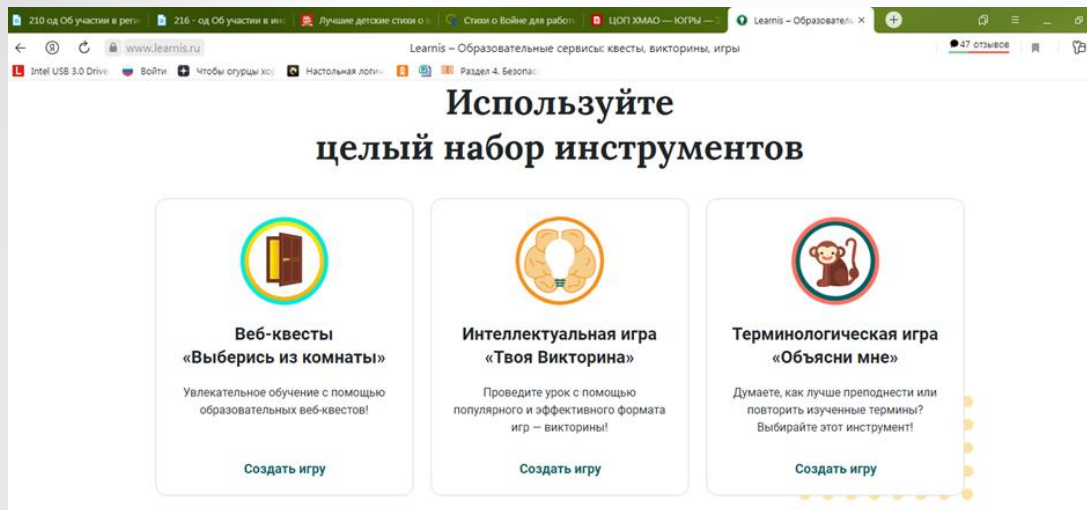 210 од Об участии в реги
216 - од Об участии в ин
Лучшие детские стихи о в
Стихи о Войне для работ
ЦОП ХМАО — ЮГРЫ —
Learnis – Образователь
www.learnis.ru
Learnis – Образовательные сервисы: квесты, викторины, игры
47 отзывов
Intel USB 3.0 Drive
Войти
Чтобы огурцы хо
Настольная логи
Раздел 4. Безопас
Используйте
целый набор инструментов
Веб-квесты
«Выберись из комнаты»
Увлекательное обучение с помощью
образовательных веб-квестов!
Создать игру
Интеллектуальная игра
«Твоя Викторина»
Проведите урок с помощью
популярного и эффективного формата
игр — викторины!
Создать игру
Терминологическая игра
«Объясни мне»
Думаете, как лучше преподнести или
повторить изученные термины?
Выбирайте этот инструмент!
Создать игру